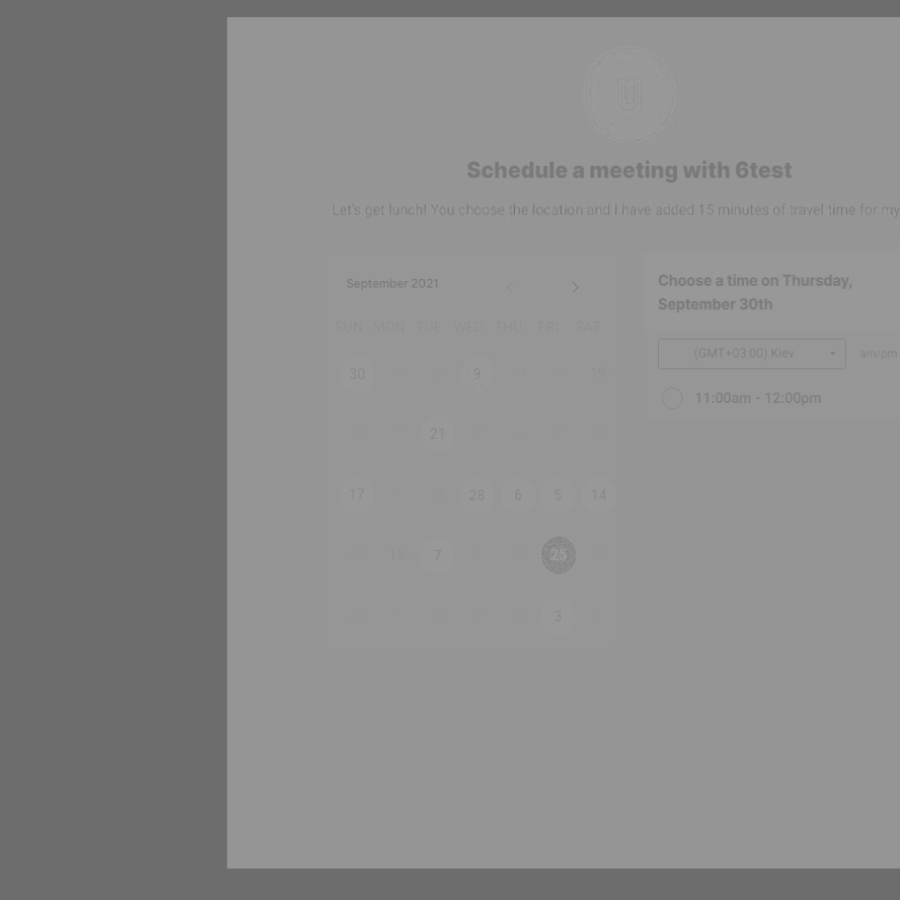 U
Schedule a meeting with 6test
Let's get lunch! You choose the location and I have added 15 minutes of travel time for my
September 2021
SUN MON TUE WED THU FRI SAT
30 9 19
21
17 28 6 5 14
13 7 25
3
Choose a time on Thursday,
September 30th
(GMT+03:00) Kiev am/pm
11:00am - 12:00pm